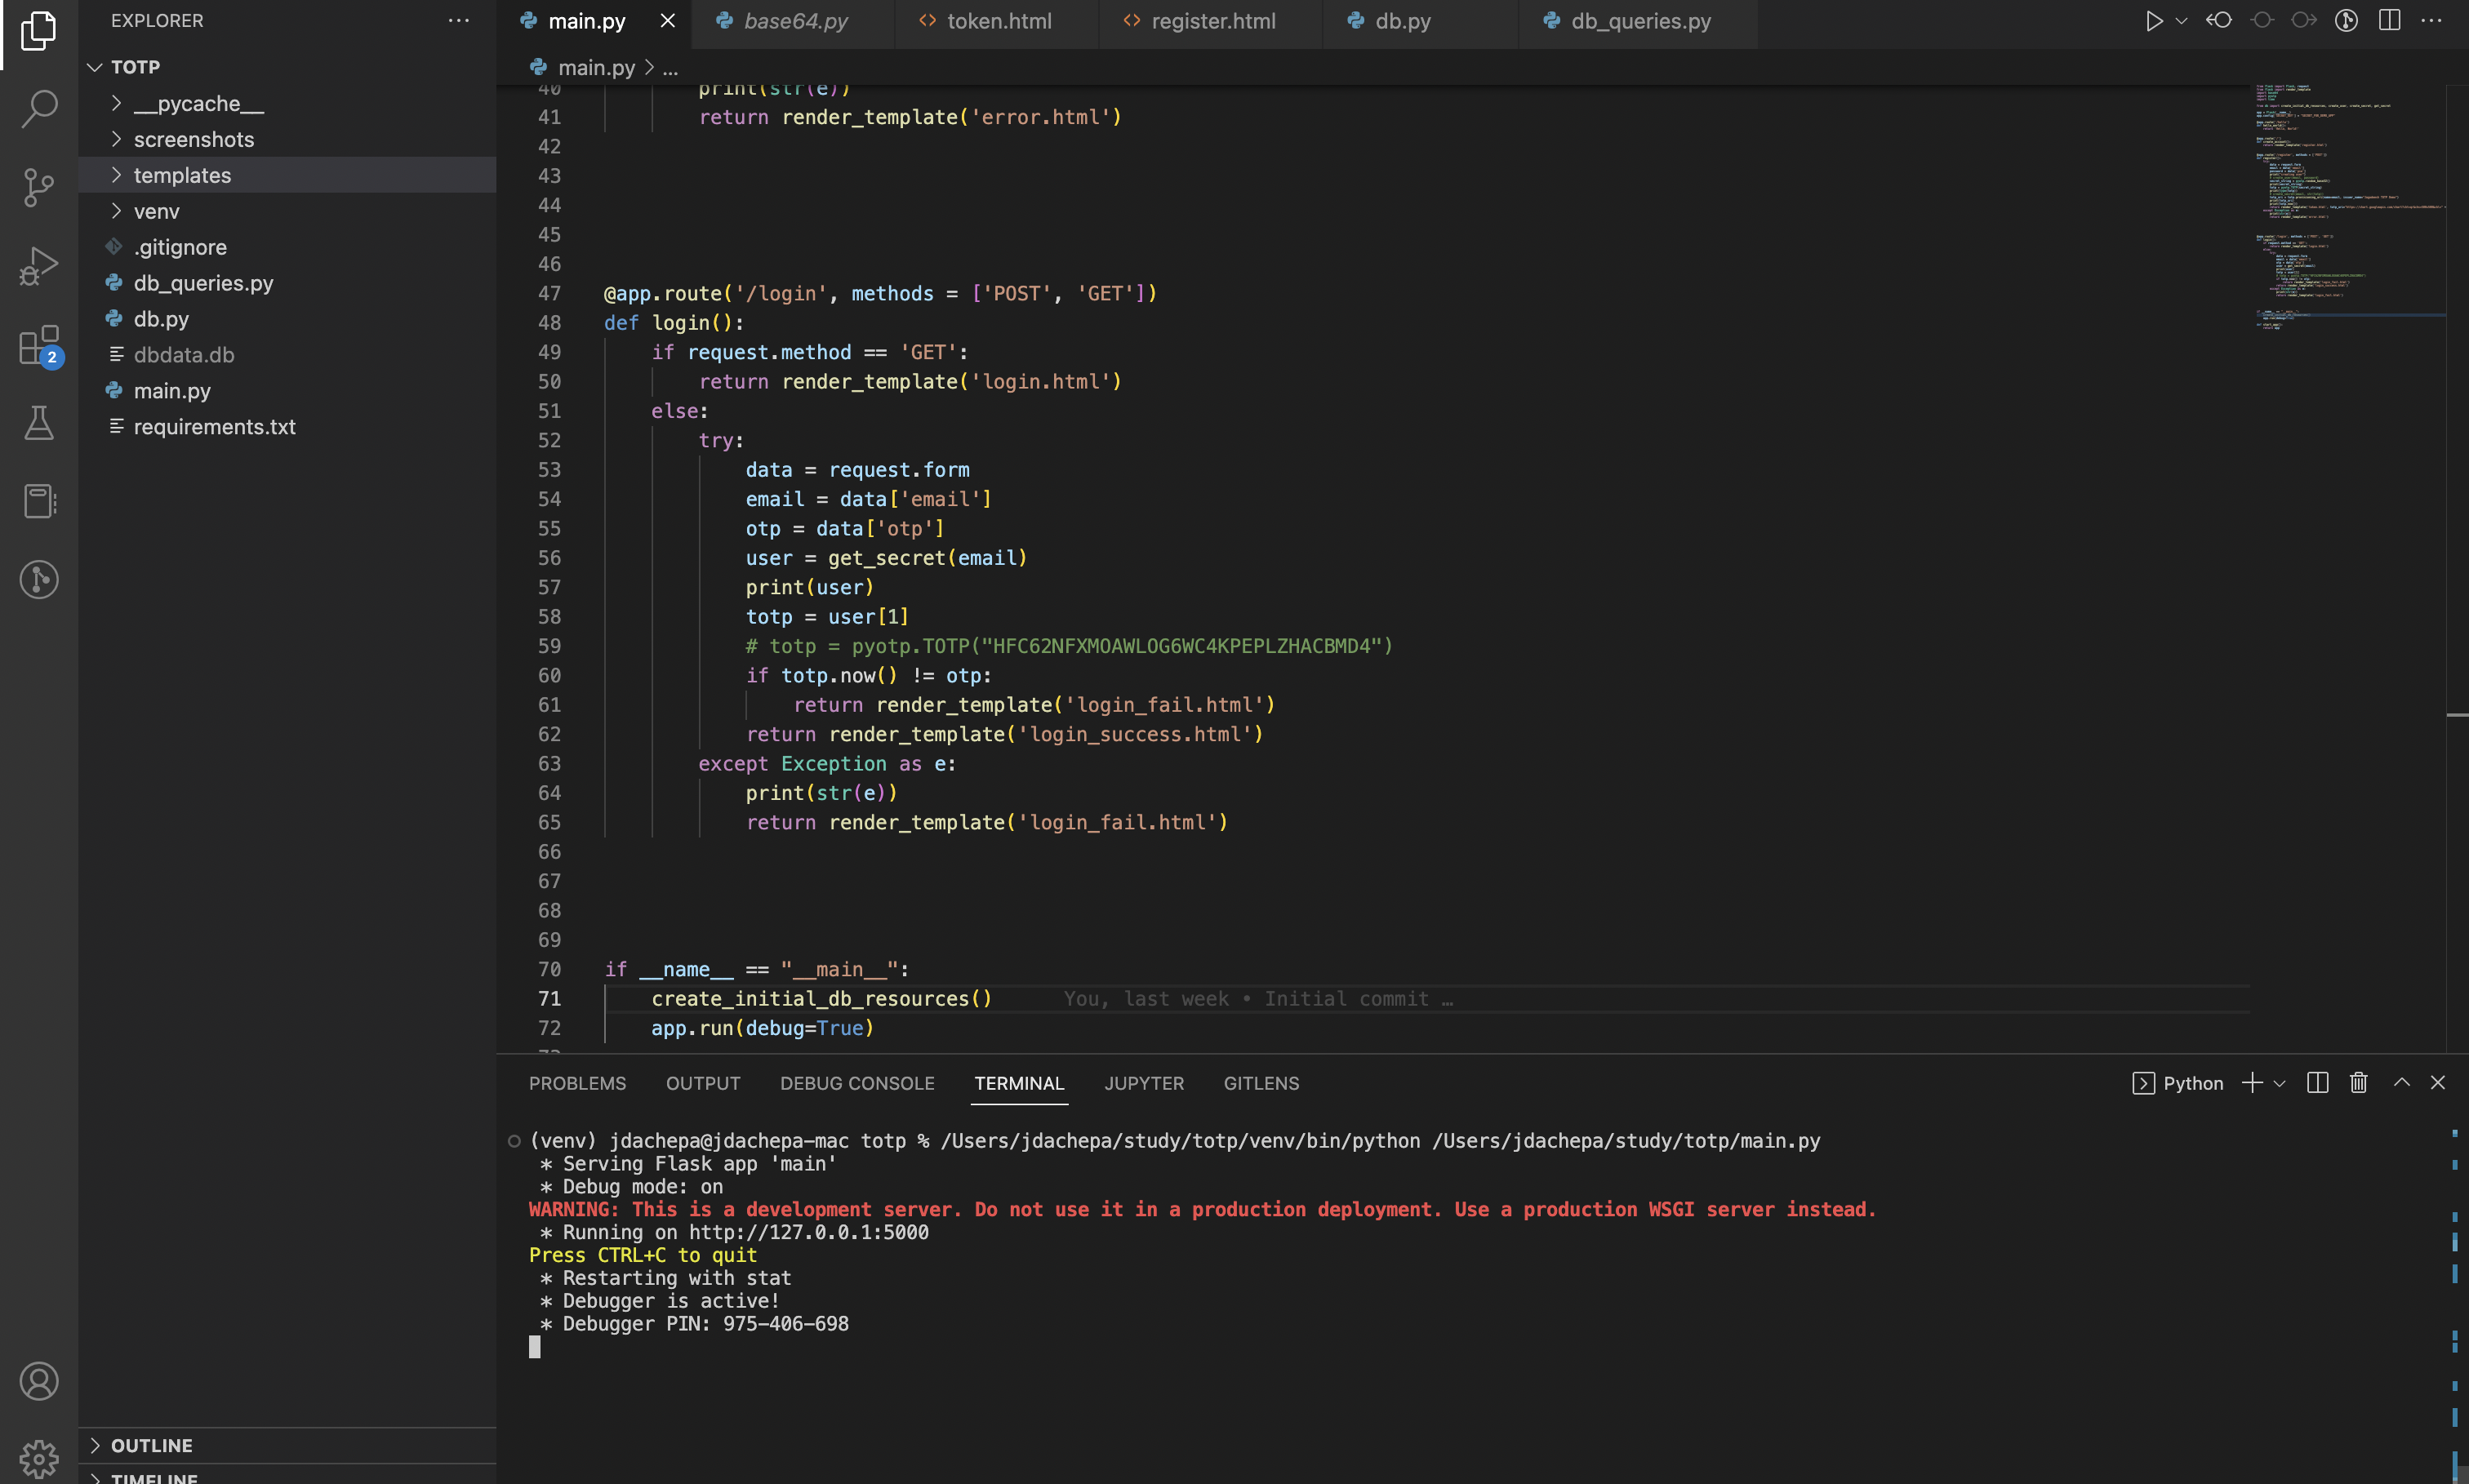 EXPLORER
TOTP
__pycache__
screenshots
templates
venv
.gitignore
db_queries.py
db.py
dbdata.db
main.py
requirements.txt
OUTLINE
TIMELINE
2
main.py
base64.py
token.html
register.html
db.py
db_queries.py
main.py > ...
40 print(str(e))
41 return render_template('error.html')
42
43
44
45
46
47 @app.route('/login', methods = ['POST', 'GET'])
48 def login():
49 if request.method == 'GET':
50 return render_template('login.html')
51 else:
52 try:
53 data = request.form
54 email = data['email']
55 otp = data['otp']
56 user = get_secret(email)
57 print(user)
58 totp = user[1]
59 # totp = pyotp.TOTP("HFC62NFXMOAWLOG6WC4KPEPLZHACBMD4")
60 if totp.now() != otp:
61 return render_template('login_fail.html')
62 return render_template('login_success.html')
63 except Exception as e:
64 print(str(e))
65 return render_template('login_fail.html')
66
67
68
69
70 if __name__ == "__main__":
71 create_initial_db_resources() You, last week • Initial commit …
72 app.run(debug=True)
PROBLEMS OUTPUT DEBUG CONSOLE TERMINAL JUPYTER GITLENS
Python
(venv) jdachepa@jdachepa-mac totp % /Users/jdachepa/study/totp/venv/bin/python /Users/jdachepa/study/totp/main.py
* Serving Flask app 'main'
* Debug mode: on
WARNING: This is a development server. Do not use it in a production deployment. Use a production WSGI server instead.
* Running on http://127.0.0.1:5000
Press CTRL+C to quit
* Restarting with stat
* Debugger is active!
* Debugger PIN: 975-406-698